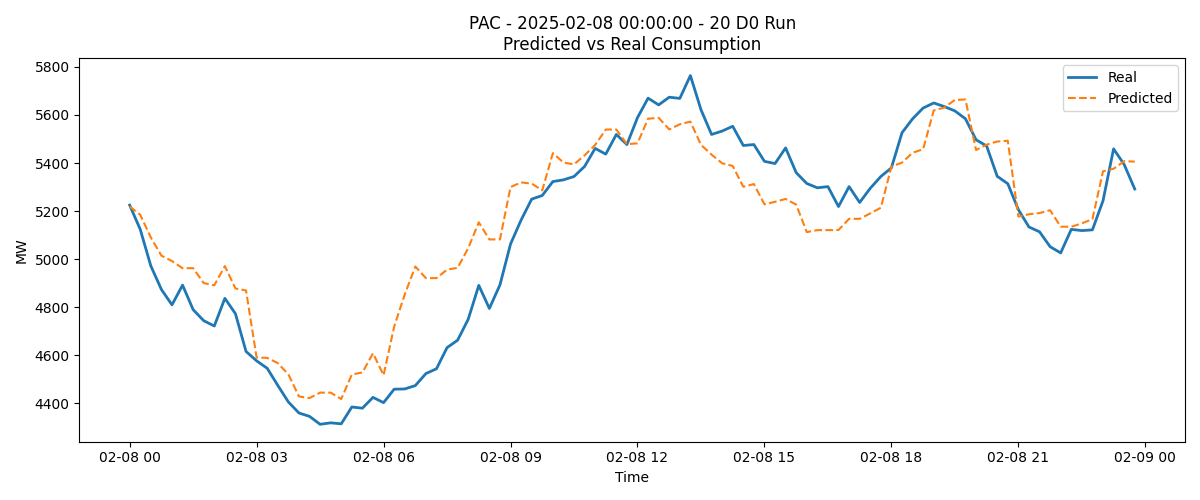 PAC - 2025-02-08 00:00:00 - 20 D0 Run
Predicted vs Real Consumption
Real
Predicted
MW
5800
5600
5400
5200
5000
4800
4600
4400
02-08 00
02-08 03
02-08 06
02-08 09
02-08 12
02-08 15
02-08 18
02-08 21
02-09 00
Time